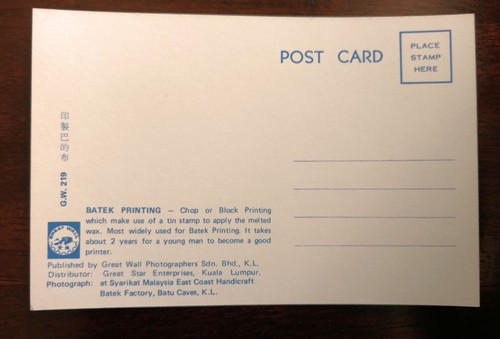 POST CARD
PLACE
STAMP
HERE
印製巴的布
G.W. 219
BATEK PRINTING — Chop or Block Printing
which make use of a tin stamp to apply the melted
wax. Most widely used for Batek Printing. It takes
about 2 years for a young man to become a good
printer.
Published by Great Wall Photographers Sdn. Bhd., K.L.
Distributor: Great Star Enterprises, Kuala Lumpur,
Photograph: at Syarikat Malaysia East Coast Handicraft
Batek Factory, Batu Caves, K.L.